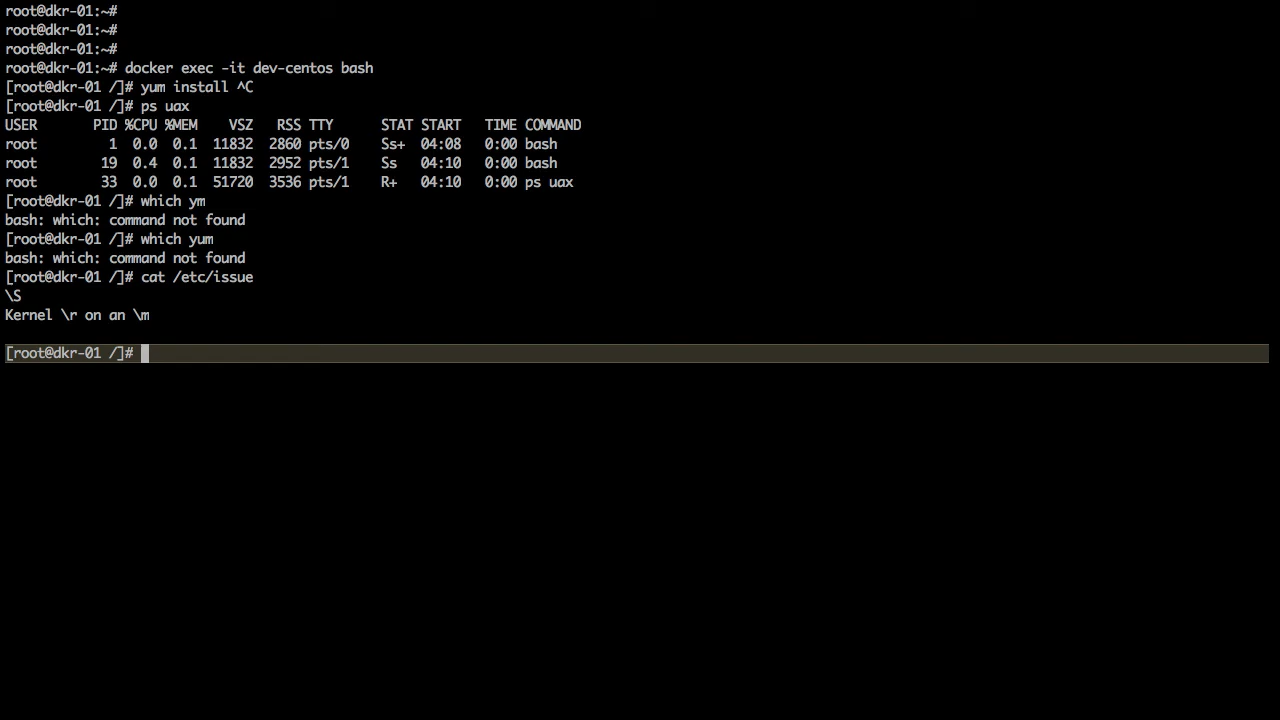 root@dkr-01:~#
root@dkr-01:~#
root@dkr-01:~#
root@dkr-01:~# docker exec -it dev-centos bash
[root@dkr-01 /]# yum install ^C
[root@dkr-01 /]# ps uax
USER       PID %CPU %MEM    VSZ   RSS TTY      STAT START   TIME COMMAND
root         1  0.0  0.1  11832  2860 pts/0    Ss+  04:08   0:00 bash
root        19  0.4  0.1  11832  2952 pts/1    Ss   04:10   0:00 bash
root        33  0.0  0.1  51720  3536 pts/1    R+   04:10   0:00 ps uax
[root@dkr-01 /]# which ym
bash: which: command not found
[root@dkr-01 /]# which yum
bash: which: command not found
[root@dkr-01 /]# cat /etc/issue
\S
Kernel \r on an \m
[root@dkr-01 /]#